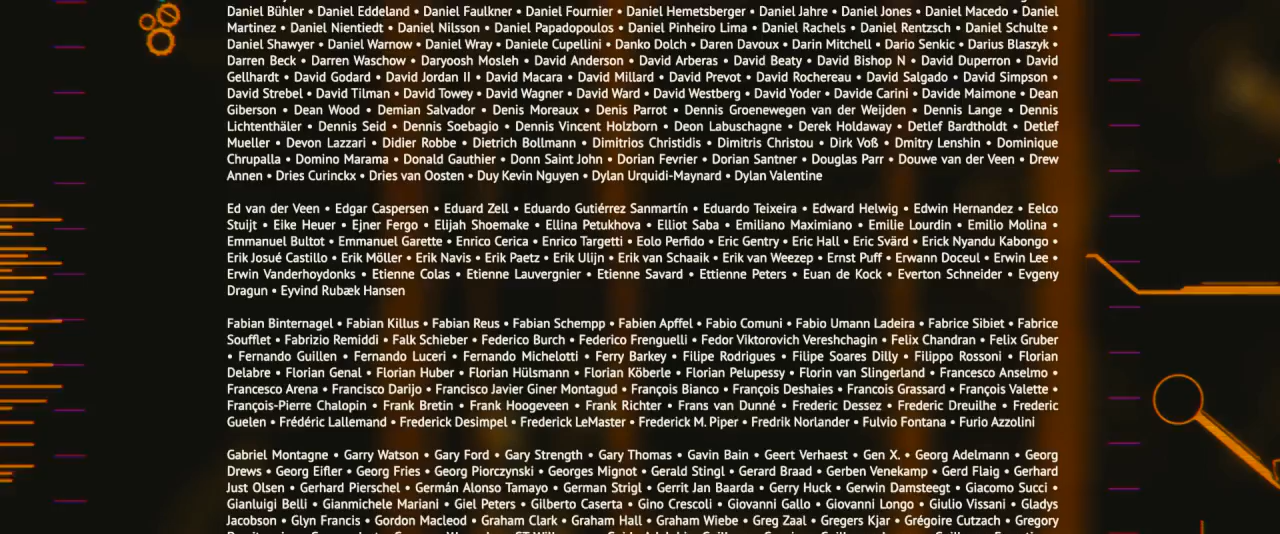 Daniel Bühler • Daniel Eddeland • Daniel Faulkner • Daniel Fournier • Daniel Hemetsberger • Daniel Jahre • Daniel Jones • Daniel Macedo • Daniel
Martinez • Daniel Nientiedt • Daniel Nilsson • Daniel Papadopoulos • Daniel Pinheiro Lima • Daniel Rachels • Daniel Rentzsch • Daniel Schulte •
Daniel Shawyer • Daniel Warnow • Daniel Wray • Daniele Cupellini • Danko Dolch • Daren Davoux • Darin Mitchell • Dario Senkic • Darius Blaszyk •
Darren Beck • Darren Waschow • Daryoosh Mosleh • David Anderson • David Arberas • David Beaty • David Bishop N • David Duperron • David
Gellhardt • David Godard • David Jordan II • David Macara • David Millard • David Prevot • David Rochereau • David Salgado • David Simpson •
David Strebel • David Tilman • David Towey • David Wagner • David Ward • David Westberg • David Yoder • Davide Carini • Davide Maimone • Dean
Giberson • Dean Wood • Demian Salvador • Denis Moreaux • Denis Parrot • Dennis Groenewegen van der Weijden • Dennis Lange • Dennis
Lichtenthäler • Dennis Seid • Dennis Soebagio • Dennis Vincent Holzborn • Deon Labuschagne • Derek Holdaway • Detlef Bardtholdt • Detlef
Mueller • Devon Lazzari • Didier Robbe • Dietrich Bollmann • Dimitrios Christidis • Dimitris Christou • Dirk Voß • Dmitry Lenshin • Dominique
Chrupalla • Domino Marama • Donald Gauthier • Donn Saint John • Dorian Fevrier • Dorian Santner • Douglas Parr • Douwe van der Veen • Drew
Annen • Dries Curinckx • Dries van Oosten • Duy Kevin Nguyen • Dylan Urquidi-Maynard • Dylan Valentine
Ed van der Veen • Edgar Caspersen • Eduard Zell • Eduardo Gutiérrez Sanmartín • Eduardo Teixeira • Edward Helwig • Edwin Hernandez • Eelco
Stuijt • Eike Heuer • Ejner Fergo • Elijah Shoemake • Ellina Petukhova • Elliot Saba • Emiliano Maximiano • Emilie Lourdin • Emilio Molina •
Emmanuel Bultot • Emmanuel Garette • Enrico Cerica • Enrico Targetti • Eolo Perfido • Eric Gentry • Eric Hall • Eric Svärd • Erick Nyandu Kabongo •
Erik Josué Castillo • Erik Möller • Erik Navis • Erik Paetz • Erik Ulijn • Erik van Schaaik • Erik van Weezep • Ernst Puff • Erwann Doceul • Erwin Lee •
Erwin Vanderhoydonks • Etienne Colas • Etienne Lauvergnier • Etienne Savard • Ettienne Peters • Euan de Kock • Everton Schneider • Evgeny
Dragun • Eyvind Rubæk Hansen
Fabian Binternagel • Fabian Killus • Fabian Reus • Fabian Schempp • Fabien Apffel • Fabio Comuni • Fabio Umann Ladeira • Fabrice Sibiet • Fabrice
Soufflet • Fabrizio Remiddi • Falk Schieber • Federico Burch • Federico Frenguelli • Fedor Viktorovich Vereshchagin • Felix Chandran • Felix Gruber
• Fernando Guillen • Fernando Luceri • Fernando Michelotti • Ferry Barkey • Filipe Rodrigues • Filipe Soares Dilly • Filippo Rossoni • Florian
Delabre • Florian Genal • Florian Huber • Florian Hülsmann • Florian Köberle • Florian Pelupessy • Florin van Slingerland • Francesco Anselmo •
Francesco Arena • Francisco Darijo • Francisco Javier Giner Montagud • François Bianco • François Deshaies • Francois Grassard • François Valette •
François-Pierre Chalopin • Frank Bretin • Frank Hoogeveen • Frank Richter • Frans van Dunné • Frederic Dessez • Frederic Dreuilhe • Frederic
Guelen • Frédéric Lallemand • Frederick Desimpel • Frederick LeMaster • Frederick M. Piper • Fredrik Norlander • Fulvio Fontana • Furio Azzolini
Gabriel Montagne • Garry Watson • Gary Ford • Gary Strength • Gary Thomas • Gavin Bain • Geert Verhaest • Gen X. • Georg Adelmann • Georg
Drews • Georg Eifler • Georg Fries • Georg Piorczynski • Georges Mignot • Gerald Stingl • Gerard Braad • Gerben Venekamp • Gerd Flaig • Gerhard
Just Olsen • Gerhard Pierschel • Germán Alonso Tamayo • German Strigl • Gerrit Jan Baarda • Gerry Huck • Gerwin Damsteegt • Giacomo Succi •
Gianluigi Belli • Gianmichele Mariani • Giel Peters • Gilberto Caserta • Gino Crescoli • Giovanni Gallo • Giovanni Longo • Giulio Vissani • Gladys
Jacobson • Glyn Francis • Gordon Macleod • Graham Clark • Graham Hall • Graham Wiebe • Greg Zaal • Gregers Kjar • Grégoire Cutzach • Gregory